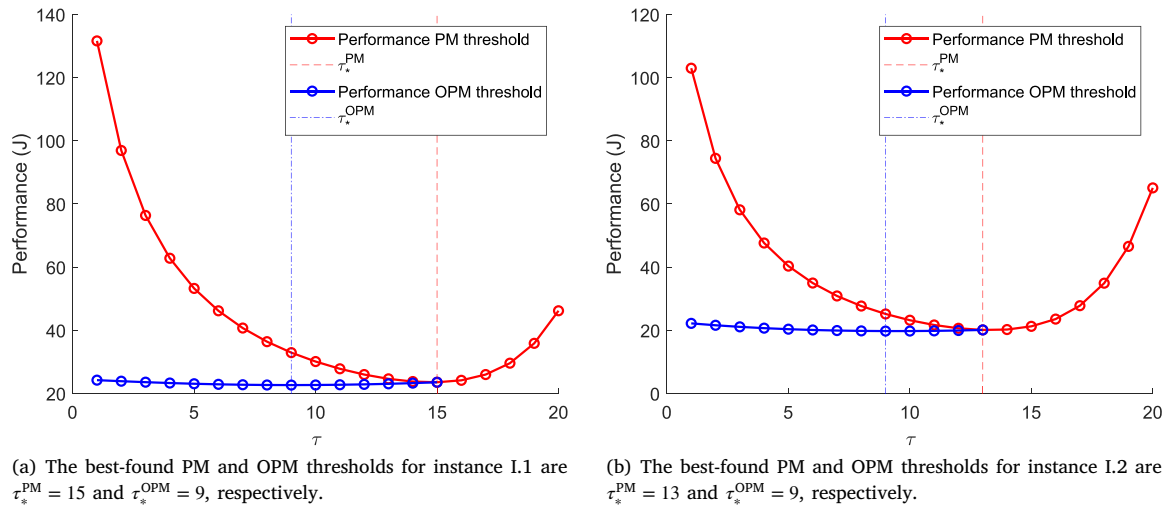 140
120
100
80
60
40
20
Performance (J)
0
5
10
15
20
τ
Performance PM threshold
τ*^PM
Performance OPM threshold
τ*^OPM
120
100
80
60
40
20
0
Performance (J)
0
5
10
15
20
τ
Performance PM threshold
τ*^PM
Performance OPM threshold
τ*^OPM
(a) The best-found PM and OPM thresholds for instance I.1 are
τ*^PM = 15 and τ*^OPM = 9, respectively.
(b) The best-found PM and OPM thresholds for instance I.2 are
τ*^PM = 13 and τ*^OPM = 9, respectively.